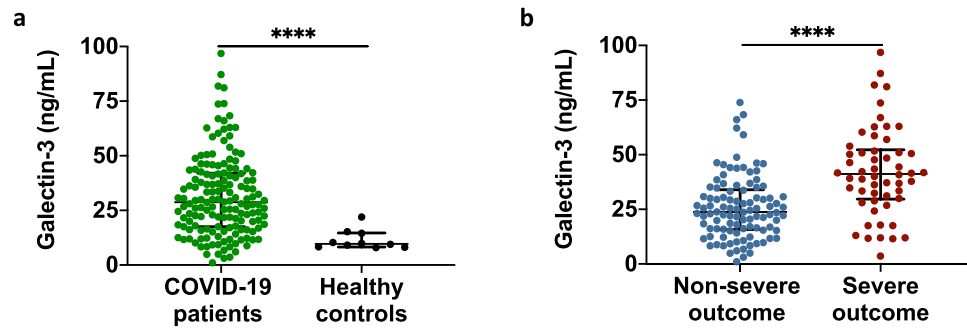 a
****
Galectin-3 (ng/mL)
100
75
50
25
0
COVID-19
patients
Healthy
controls
b
****
Galectin-3 (ng/mL)
100
75
50
25
0
Non-severe
outcome
Severe
outcome